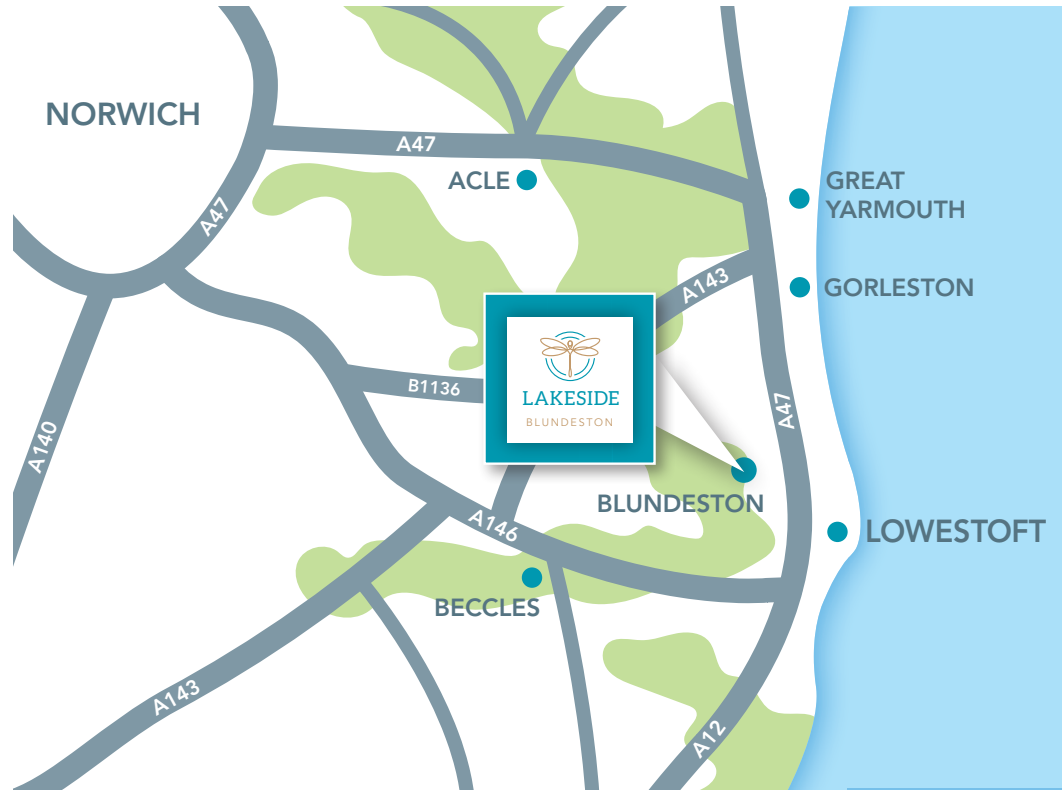 NORWICH
A47
ACLE
GREAT
YARMOUTH
A47
A143
GORLESTON
B1136
LAKESIDE
BLUNDESTON
A47
A140
BLUNDESTON
A146
LOWESTOFT
BECCLES
A143
A12